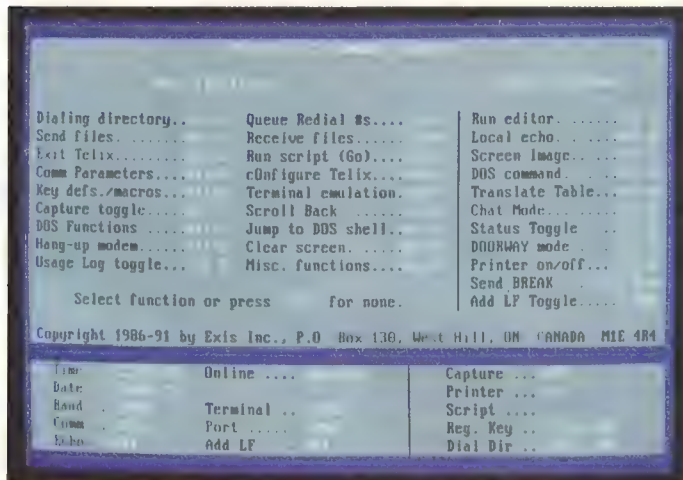 Dialing directory..
Send files.........
Exit Telix.........
Comm Parameters....
Key defs./macros...
Capture toggle.....
DOS Functions ......
Hang-up modem......
Usage Log toggle...
Queue Redial #s....
Receive files......
Run script (Go)....
cOnfigure Telix....
Terminal emulation.
Scroll Back ......
Jump to DOS shell..
Clear screen. .....
Misc. functions....
Run editor. ......
Local echo. .....
Screen Image.. ...
DOS command. ....
Translate Table...
Chat Mode... .....
Status Toggle ..
DOORWAY mode . .
Printer on/off...
Send BREAK .
Add LF Toggle.....
Select function or press for none.
Copyright 1986-91 by Exis Inc., P.O Box 130, West Hill, ON CANADA M1E 4R4
Time
Date
Baud .
Comm .
Echo
Online ....
Terminal ..
Port .....
Add LF
Capture ...
Printer ...
Script ....
Reg. Key ..
Dial Dir ..